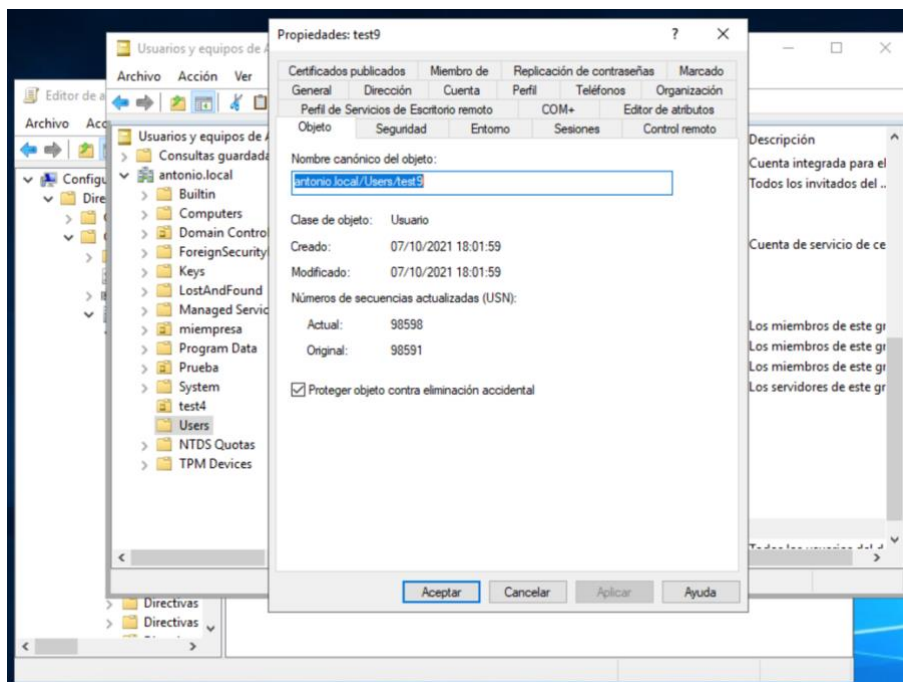 Propiedades: test9
Usuarios y equipos de
Archivo Acción Ver
Editor de
Archivo
Usuarios y equipos de
Consultas guardada
antonio.local
Builtin
Computers
Domain Contro
ForeignSecurity
Keys
LostAndFound
Managed Servic
miempresa
Program Data
Prueba
System
test4
Users
NTDS Quotas
TPM Devices
Configu
Dire
Directivas
Directivas
Certificados publicados Miembro de Replicación de contraseñas Marcado
General Dirección Cuenta Perfil Teléfonos Organización
Perfil de Servicios de Escritorio remoto COM+ Editor de atributos
Objeto Seguridad Entorno Sesiones Control remoto
Nombre canónico del objeto:
antonio.local/Users/test9
Clase de objeto: Usuario
Creado: 07/10/2021 18:01:59
Modificado: 07/10/2021 18:01:59
Números de secuencias actualizadas (USN):
Actual: 98598
Original: 98591
Proteger objeto contra eliminación accidental
Aceptar Cancelar Aplicar Ayuda
Descripción
Cuenta integrada para el
Todos los invitados del ..
Cuenta de servicio de ce
Los miembros de este gr
Los miembros de este gr
Los miembros de este gr
Los servidores de este gr